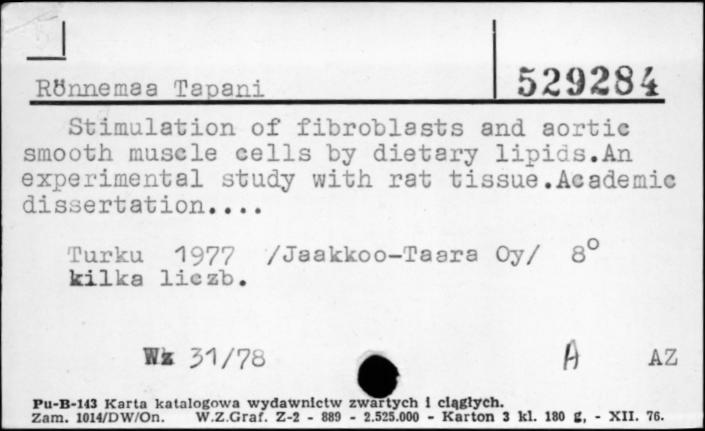 Rönnemaa Tapani
529284
Stimulation of fibroblasts and aortic
smooth muscle cells by dietary lipids.An
experimental study with rat tissue.Academic
dissertation....
Turku 1977 /Jaakkoo-Taara Oy/ 8°
kilka liczb.
Wz 31/78 A AZ
Pu-B-143 Karta katalogowa wydawnictw zwartych i ciągłych.
Zam. 1014/DW/On. W.Z.Graf. Z-2 - 889 - 2.525.000 - Karton 3 kl. 180 g, - XII. 76.